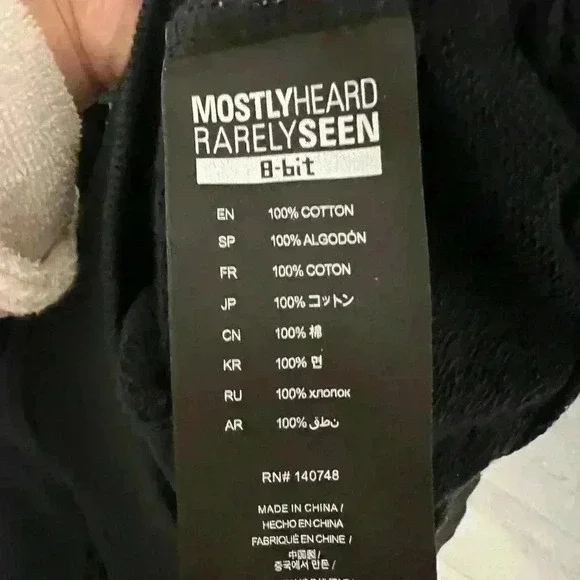 MOSTLYHEARD
RARELYSEEN
8-bit
EN 100% COTTON
SP 100% ALGODÓN
FR 100% COTON
JP 100% コットン
CN 100% 棉
KR 100% 면
RU 100% хлопок
AR 100% نطق
RN# 140748
MADE IN CHINA /
HECHO EN CHINA
FABRIQUÉ EN CHINE /
中国製 /
중국에서 만든 /